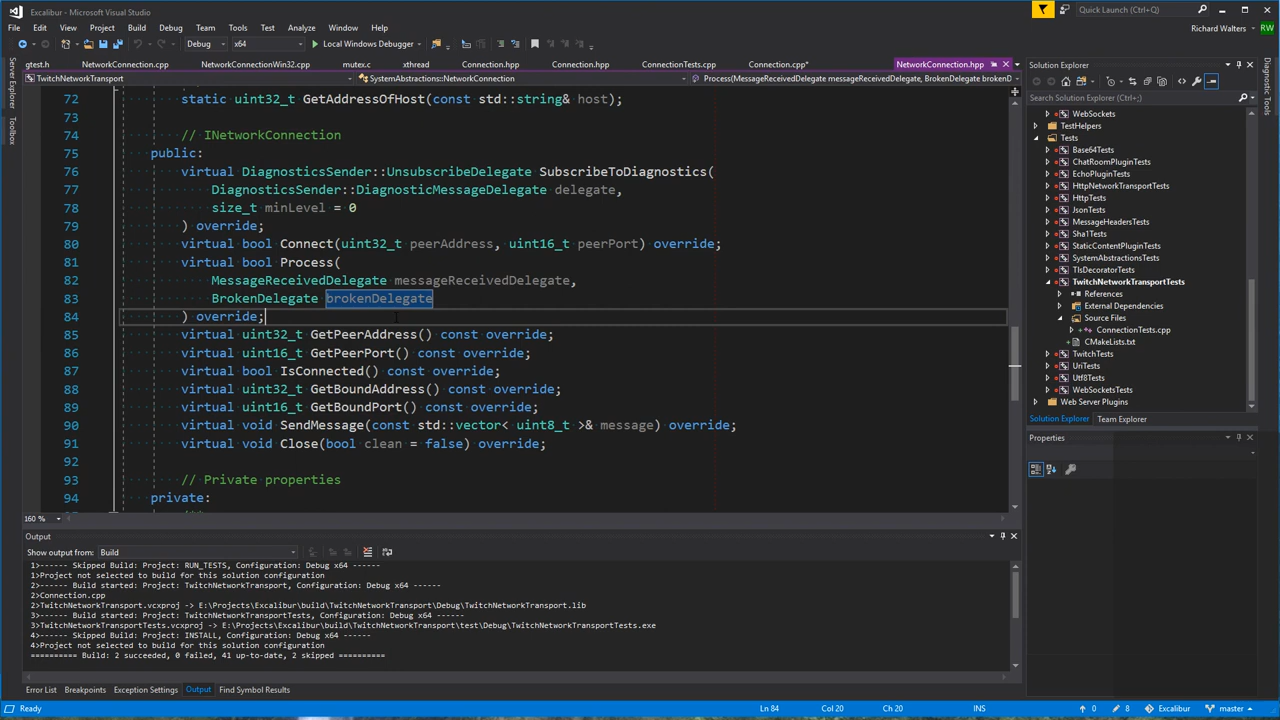 Excalibur - Microsoft Visual Studio
Quick Launch (Ctrl+Q)
File Edit View Project Build Debug Team Tools Test Analyze Window Help
Richard Walters RW
Debug x64 Local Windows Debugger
gtest.h NetworkConnection.cpp NetworkConnectionWin32.cpp mutex.c xthread Connection.hpp Connection.hpp ConnectionTests.cpp Connection.cpp* NetworkConnection.hpp
TwitchNetworkTransport SystemAbstractions::NetworkConnection Process(MessageReceivedDelegate messageReceivedDelegate, BrokenDelegate brokenD
Server Explorer
Toolbox
72 static uint32_t GetAddressOfHost(const std::string& host);
73
74 // INetworkConnection
75 public:
76 virtual DiagnosticsSender::UnsubscribeDelegate SubscribeToDiagnostics(
77 DiagnosticsSender::DiagnosticMessageDelegate delegate,
78 size_t minLevel = 0
79 ) override;
80 virtual bool Connect(uint32_t peerAddress, uint16_t peerPort) override;
81 virtual bool Process(
82 MessageReceivedDelegate messageReceivedDelegate,
83 BrokenDelegate brokenDelegate
84 ) override;
85 virtual uint32_t GetPeerAddress() const override;
86 virtual uint16_t GetPeerPort() const override;
87 virtual bool IsConnected() const override;
88 virtual uint32_t GetBoundAddress() const override;
89 virtual uint16_t GetBoundPort() const override;
90 virtual void SendMessage(const std::vector< uint8_t >& message) override;
91 virtual void Close(bool clean = false) override;
92
93 // Private properties
94 private:
160 %
Output
Show output from: Build
1>------ Skipped Build: Project: RUN_TESTS, Configuration: Debug x64 ------
1>Project not selected to build for this solution configuration
2>------ Build started: Project: TwitchNetworkTransport, Configuration: Debug x64 ------
2>Connection.cpp
2>TwitchNetworkTransport.vcxproj -> E:\Projects\Excalibur\build\TwitchNetworkTransport\Debug\TwitchNetworkTransport.lib
3>------ Build started: Project: TwitchNetworkTransportTests, Configuration: Debug x64 ------
3>TwitchNetworkTransportTests.vcxproj -> E:\Projects\Excalibur\build\TwitchNetworkTransport\test\Debug\TwitchNetworkTransportTests.exe
4>------ Skipped Build: Project: INSTALL, Configuration: Debug x64 ------
4>Project not selected to build for this solution configuration
========== Build: 2 succeeded, 0 failed, 41 up-to-date, 2 skipped ==========
Error List Breakpoints Exception Settings Output Find Symbol Results
Solution Explorer
Search Solution Explorer (Ctrl+;)
WebSockets
TestHelpers
Tests
Base64Tests
ChatRoomPluginTests
EchoPluginTests
HttpNetworkTransportTests
HttpTests
JsonTests
MessageHeadersTests
Sha1Tests
StaticContentPluginTests
SystemAbstractionsTests
TlsDecoratorTests
TwitchNetworkTransportTests
References
External Dependencies
Source Files
ConnectionTests.cpp
CMakeLists.txt
TwitchTests
UriTests
Utf8Tests
WebSocketsTests
Web Server Plugins
Solution Explorer Team Explorer
Properties
Diagnostic Tools
Ready Ln 84 Col 20 Ch 20 INS 0 8 Excalibur master